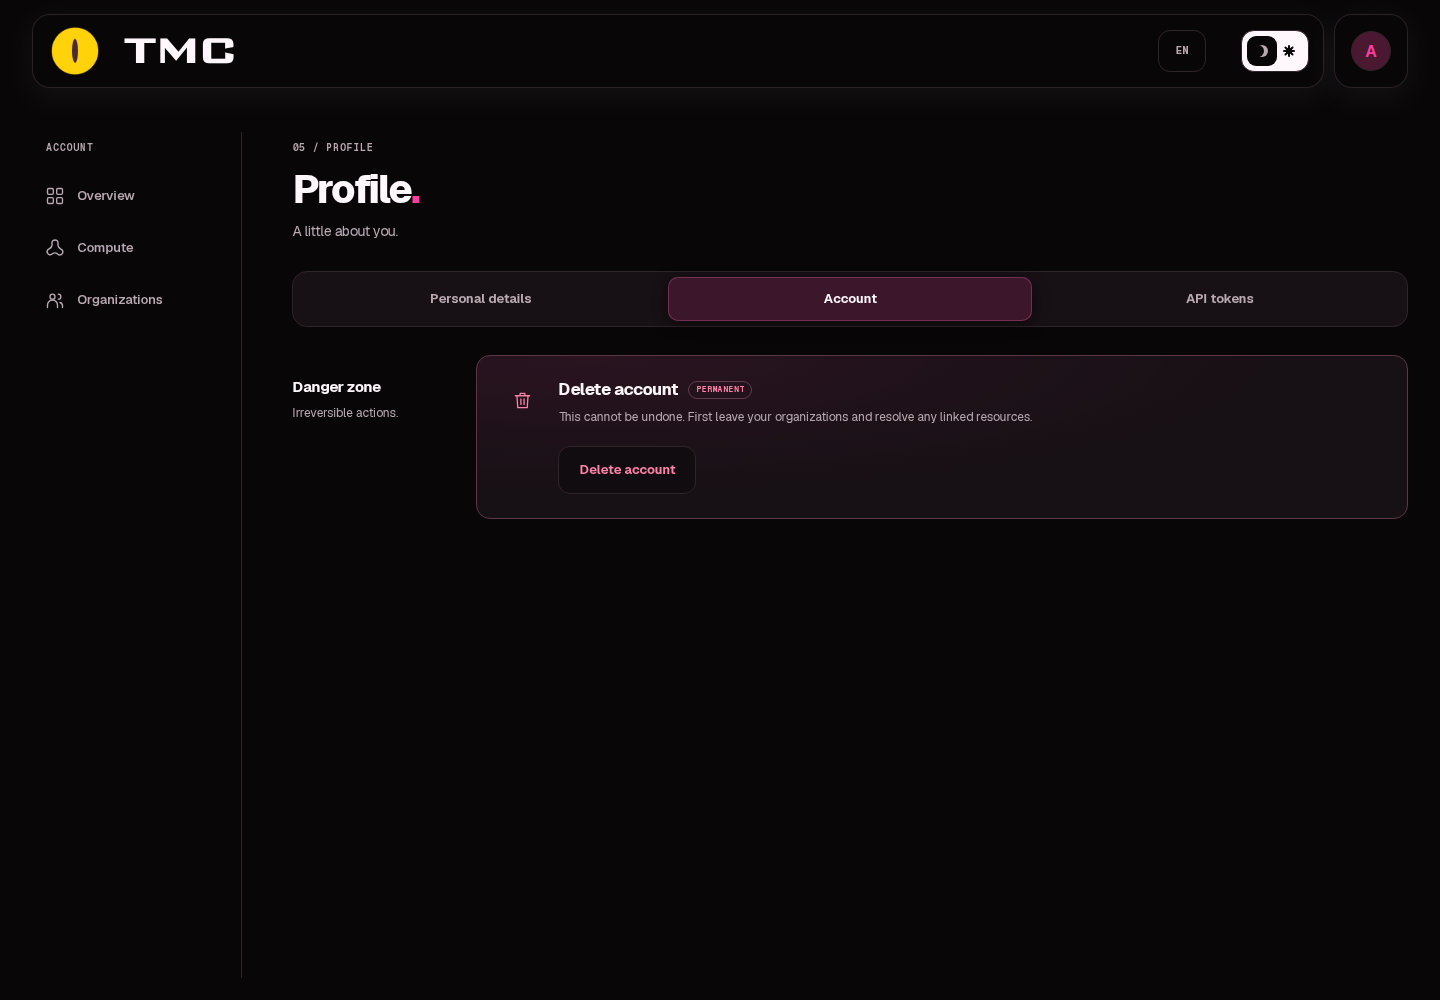 TMC
EN
A
ACCOUNT
Overview
Compute
Organizations
05 / PROFILE
Profile.
A little about you.
Personal details
Account
API tokens
Danger zone
Irreversible actions.
Delete account
PERMANENT
This cannot be undone. First leave your organizations and resolve any linked resources.
Delete account